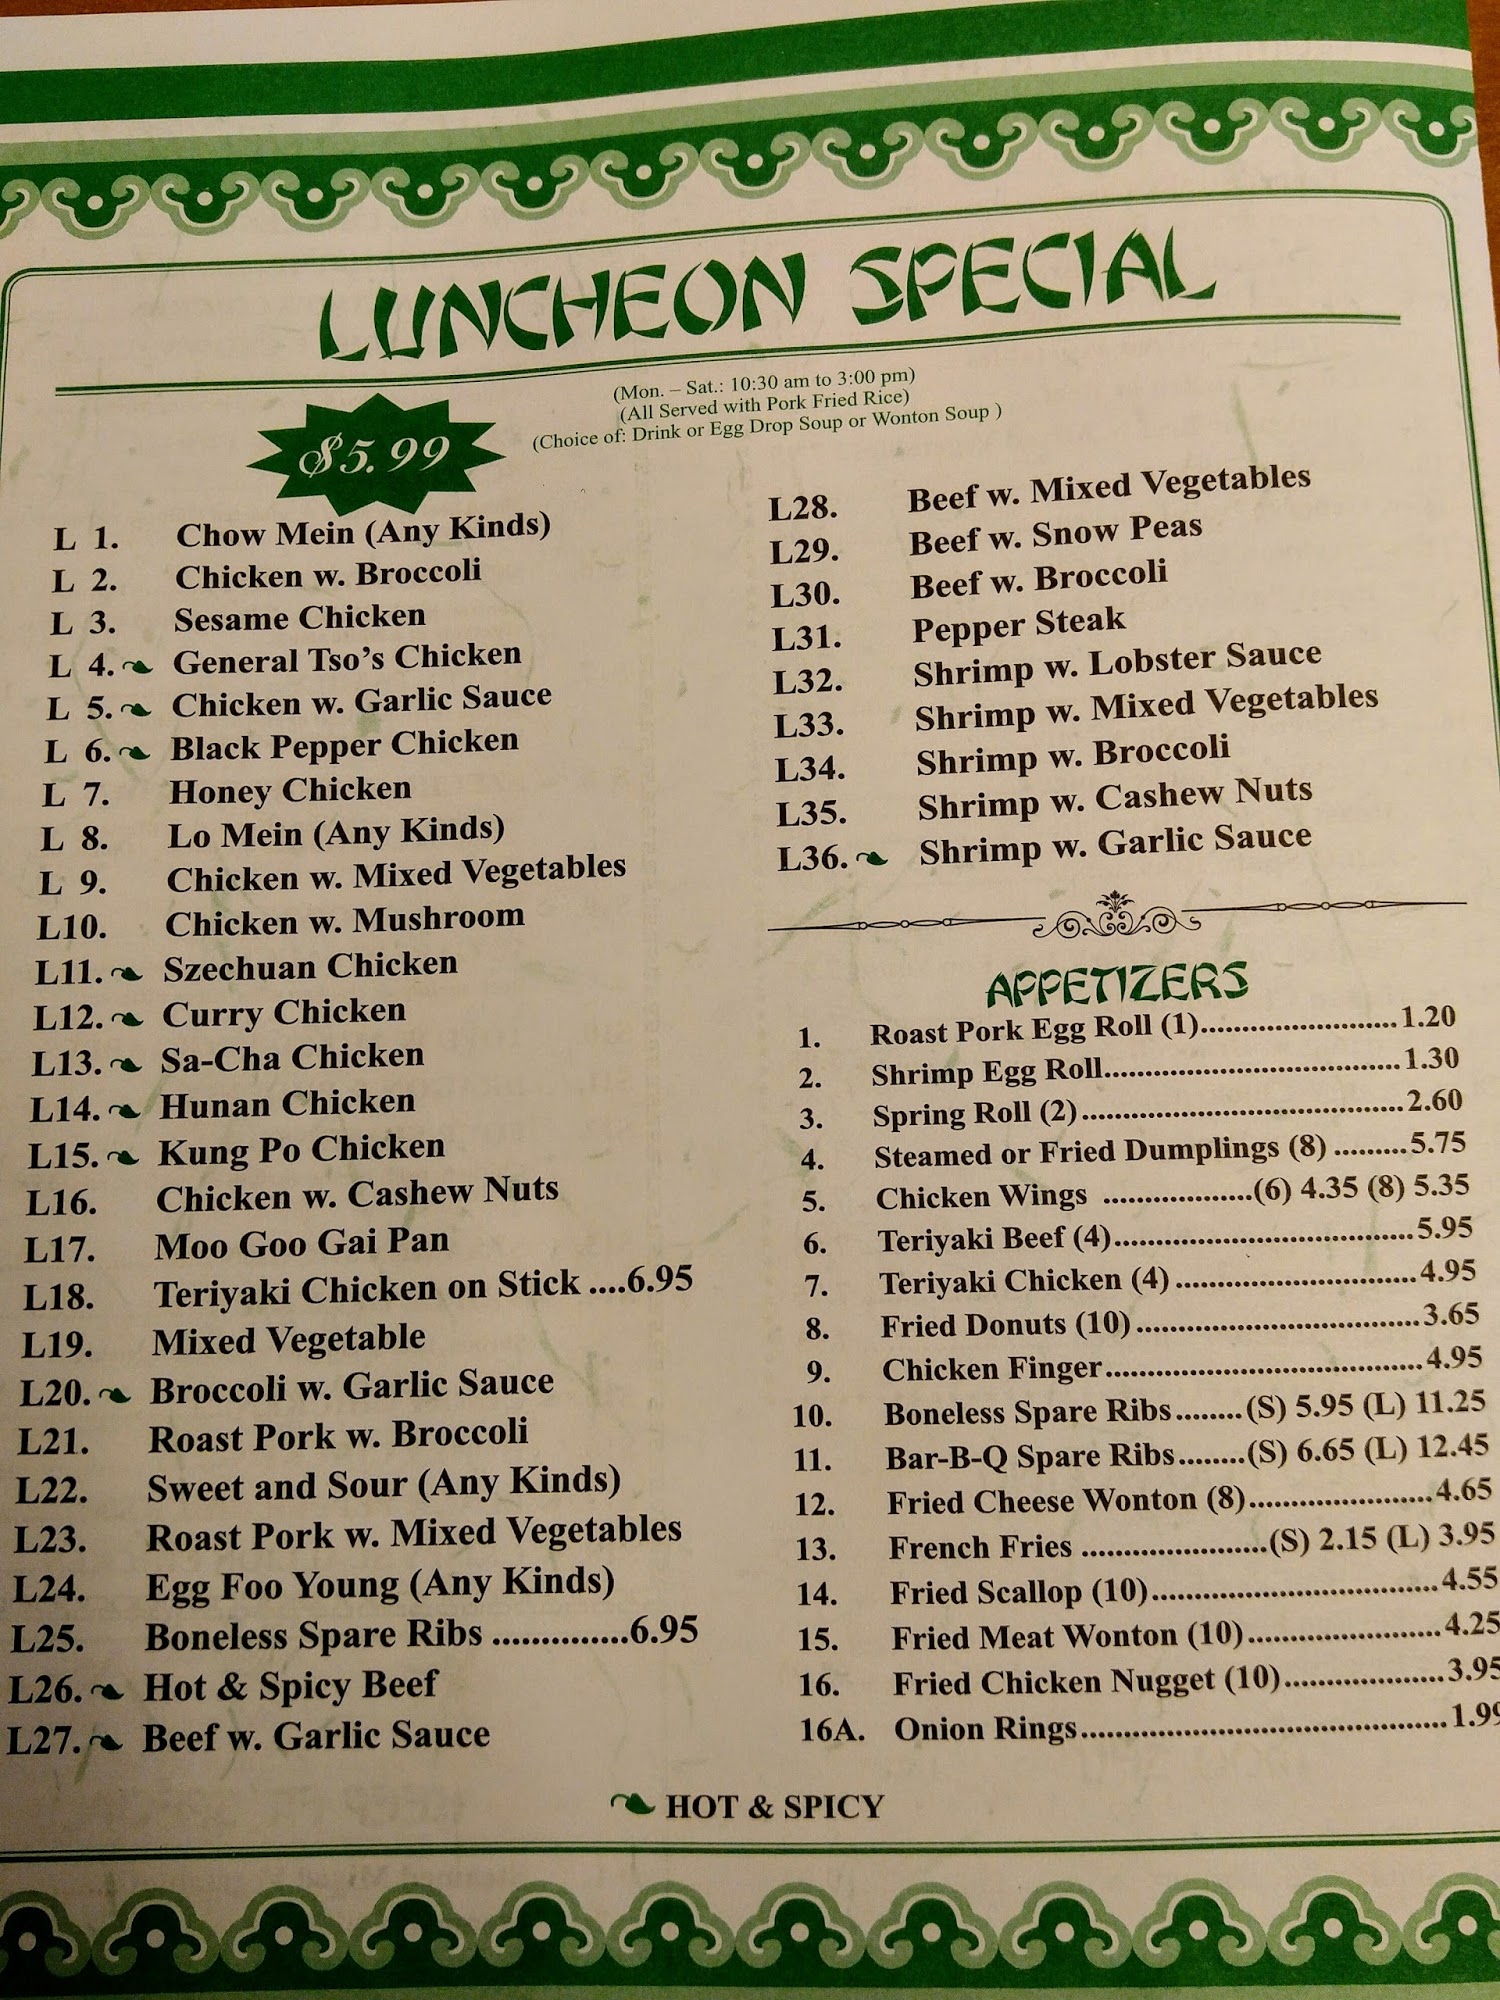 LUNCHEON SPECIAL
(Mon. – Sat.: 10:30 am to 3:00 pm)
(All Served with Pork Fried Rice)
(Choice of: Drink or Egg Drop Soup or Wonton Soup )
$5.99
L 1. Chow Mein (Any Kinds)
L 2. Chicken w. Broccoli
L 3. Sesame Chicken
L 4. General Tso's Chicken
L 5. Chicken w. Garlic Sauce
L 6. Black Pepper Chicken
L 7. Honey Chicken
L 8. Lo Mein (Any Kinds)
L 9. Chicken w. Mixed Vegetables
L10. Chicken w. Mushroom
L11. Szechuan Chicken
L12. Curry Chicken
L13. Sa-Cha Chicken
L14. Hunan Chicken
L15. Kung Po Chicken
L16. Chicken w. Cashew Nuts
L17. Moo Goo Gai Pan
L18. Teriyaki Chicken on Stick ....6.95
L19. Mixed Vegetable
L20. Broccoli w. Garlic Sauce
L21. Roast Pork w. Broccoli
L22. Sweet and Sour (Any Kinds)
L23. Roast Pork w. Mixed Vegetables
L24. Egg Foo Young (Any Kinds)
L25. Boneless Spare Ribs ..............6.95
L26. Hot & Spicy Beef
L27. Beef w. Garlic Sauce
L28. Beef w. Mixed Vegetables
L29. Beef w. Snow Peas
L30. Beef w. Broccoli
L31. Pepper Steak
L32. Shrimp w. Lobster Sauce
L33. Shrimp w. Mixed Vegetables
L34. Shrimp w. Broccoli
L35. Shrimp w. Cashew Nuts
L36. Shrimp w. Garlic Sauce
APPETIZERS
1. Roast Pork Egg Roll (1)........................1.20
2. Shrimp Egg Roll....................................1.30
3. Spring Roll (2).......................................2.60
4. Steamed or Fried Dumplings (8) .........5.75
5. Chicken Wings ..................(6) 4.35 (8) 5.35
6. Teriyaki Beef (4)....................................5.95
7. Teriyaki Chicken (4).............................4.95
8. Fried Donuts (10)..................................3.65
9. Chicken Finger......................................4.95
10. Boneless Spare Ribs........(S) 5.95 (L) 11.25
11. Bar-B-Q Spare Ribs........(S) 6.65 (L) 12.45
12. Fried Cheese Wonton (8)......................4.65
13. French Fries ......................(S) 2.15 (L) 3.95
14. Fried Scallop (10)..................................4.55
15. Fried Meat Wonton (10).......................4.25
16. Fried Chicken Nugget (10)...................3.95
16A. Onion Rings...........................................1.99
HOT & SPICY